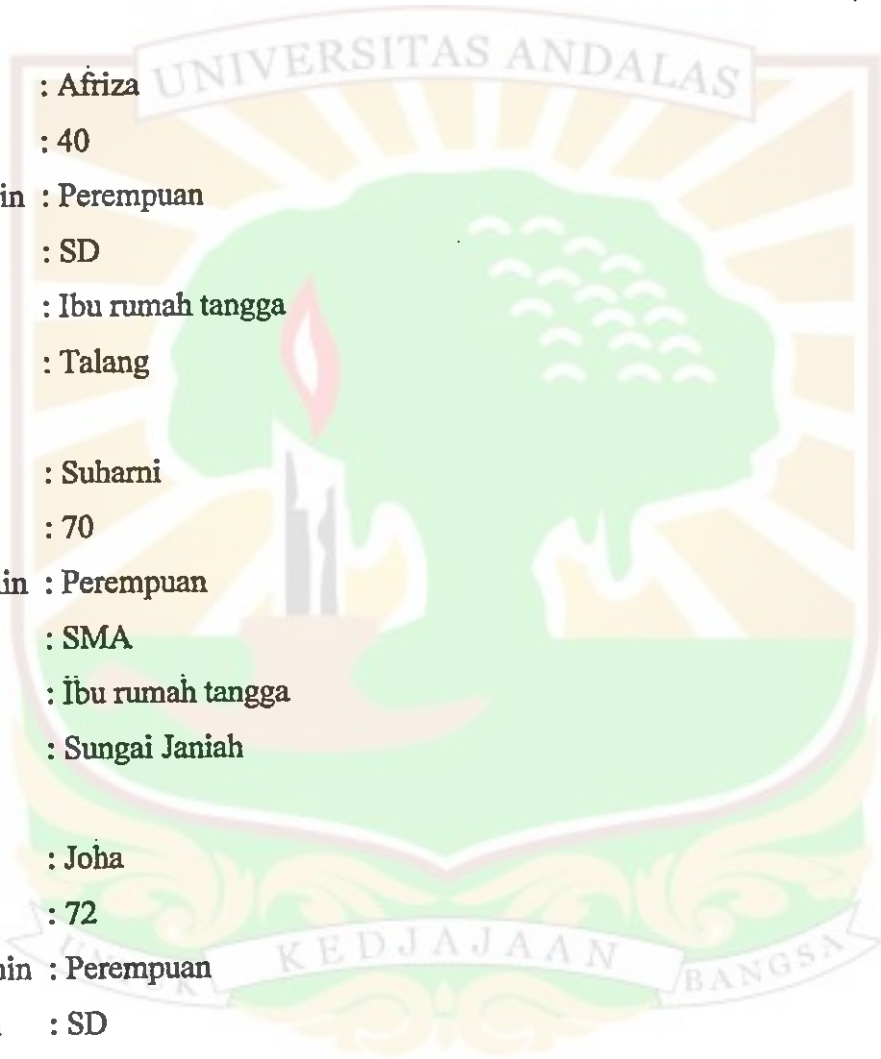 UNIVERSITAS ANDALAS
: Afriza
: 40
in : Perempuan
: SD
: Ibu rumah tangga
: Talang
: Suharni
: 70
in : Perempuan
: SMA
: Ibu rumah tangga
: Sungai Janiah
: Joha
: 72
in : Perempuan
: SD
UNTUK KEDJAJAAN BANGSA